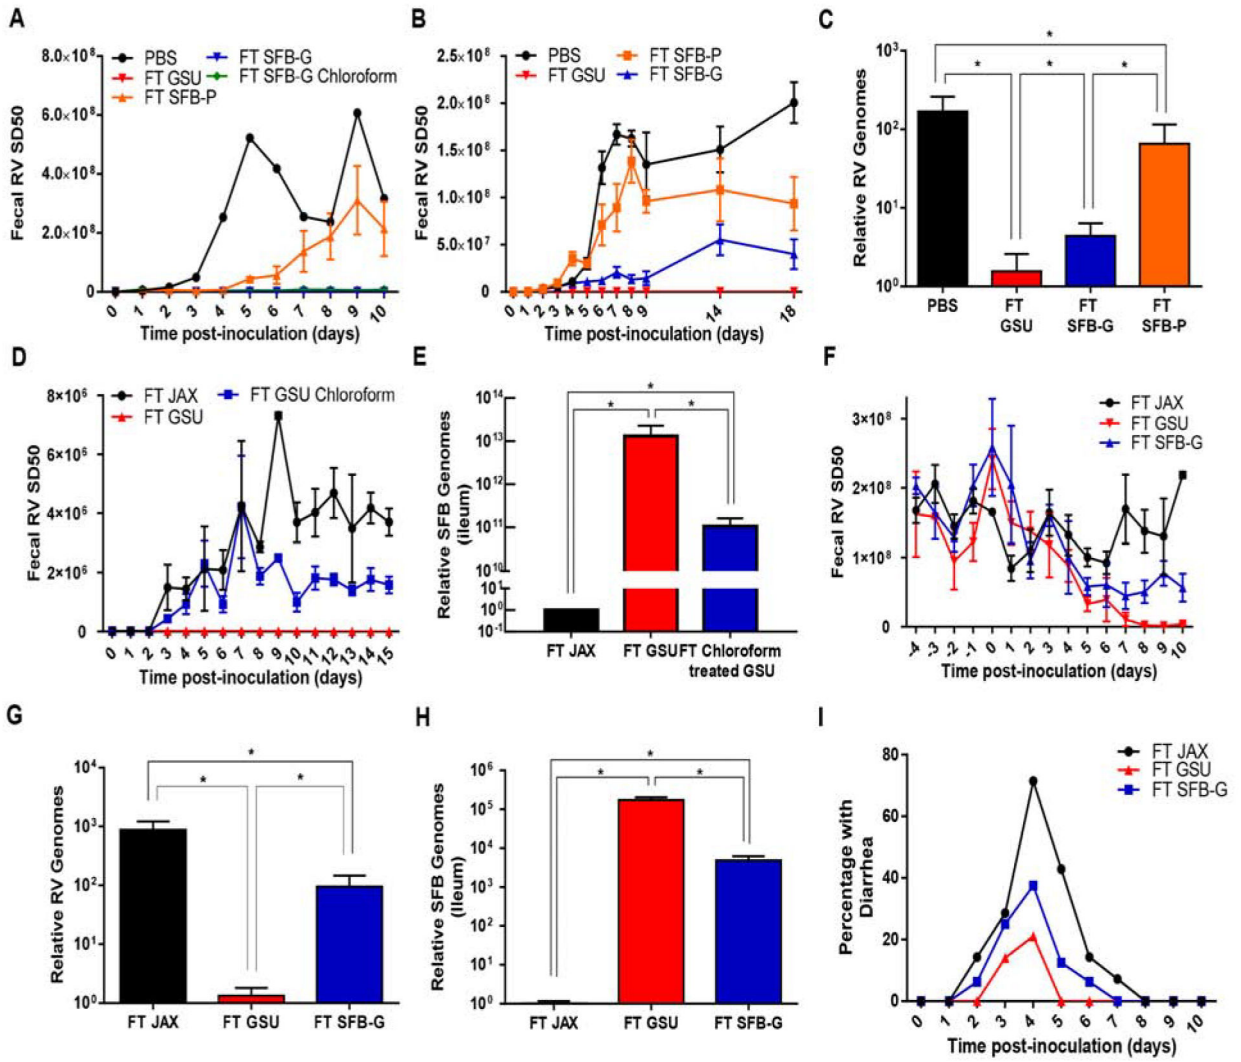 A
PBS
FT SFB-G
FT GSU
FT SFB-G Chloroform
FT SFB-P
Fecal RV SD50
8.0×10⁸
6.0×10⁸
4.0×10⁸
2.0×10⁸
0
0 1 2 3 4 5 6 7 8 9 10
Time post-inoculation (days)
B
PBS
FT SFB-P
FT GSU
FT SFB-G
Fecal RV SD50
2.5×10⁸
2.0×10⁸
1.5×10⁸
1.0×10⁸
5.0×10⁷
0
0 1 2 3 4 5 6 7 8 9 14 18
Time post-inoculation (days)
C
Relative RV Genomes
10³
10²
10¹
10⁰
*
* * *
PBS FT FT FT
GSU SFB-G SFB-P
D
FT JAX
FT GSU Chloroform
FT GSU
Fecal RV SD50
8×10⁶
6×10⁶
4×10⁶
2×10⁶
0
0 1 2 3 4 5 6 7 8 9 10 11 12 13 14 15
Time post-inoculation (days)
E
Relative SFB Genomes
(ileum)
10¹⁴
10¹³
10¹²
10¹¹
10¹⁰
10¹
10⁰
10⁻¹
*
* *
FT JAX FT GSU FT Chloroform
treated GSU
F
FT JAX
FT GSU
FT SFB-G
Fecal RV SD50
3×10⁸
2×10⁸
1×10⁸
0
-4 -3 -2 -1 0 1 2 3 4 5 6 7 8 9 10
Time post-inoculation (days)
G
Relative RV Genomes
10⁴
10³
10²
10¹
10⁰
*
* *
FT JAX FT GSU FT SFB-G
H
Relative SFB Genomes
(Ileum)
10⁶
10⁵
10⁴
10³
10²
10¹
10⁰
*
* *
FT JAX FT GSU FT SFB-G
I
FT JAX
FT GSU
FT SFB-G
Percentage with
Diarrhea
80
60
40
20
0
0 1 2 3 4 5 6 7 8 9 10
Time post-inoculation (days)